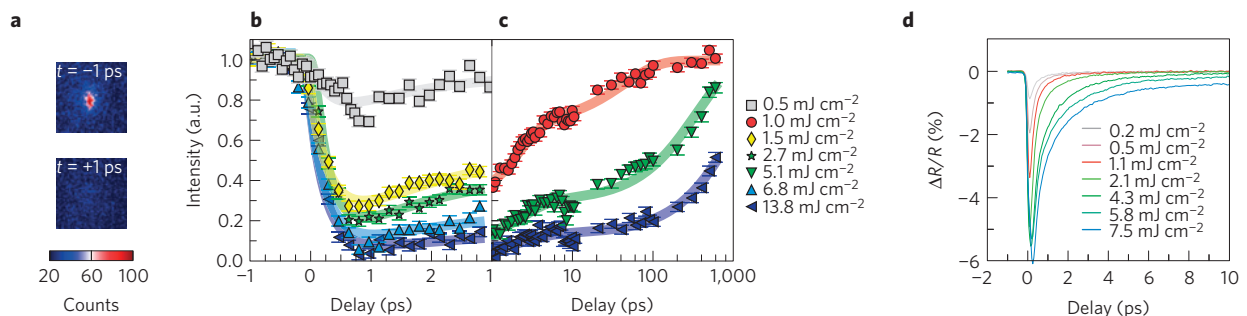 a
t = −1 ps
t = +1 ps
20 60 100
Counts
b
c
1.0
0.8
0.6
0.4
0.2
0.0
Intensity (a.u.)
−1 0 1 2 1 10 100 1,000
Delay (ps) Delay (ps)
0.5 mJ cm−2
1.0 mJ cm−2
1.5 mJ cm−2
2.7 mJ cm−2
5.1 mJ cm−2
6.8 mJ cm−2
13.8 mJ cm−2
d
0
−2
−4
−6
ΔR/R (%)
0.2 mJ cm−2
0.5 mJ cm−2
1.1 mJ cm−2
2.1 mJ cm−2
4.3 mJ cm−2
5.8 mJ cm−2
7.5 mJ cm−2
−2 0 2 4 6 8 10
Delay (ps)